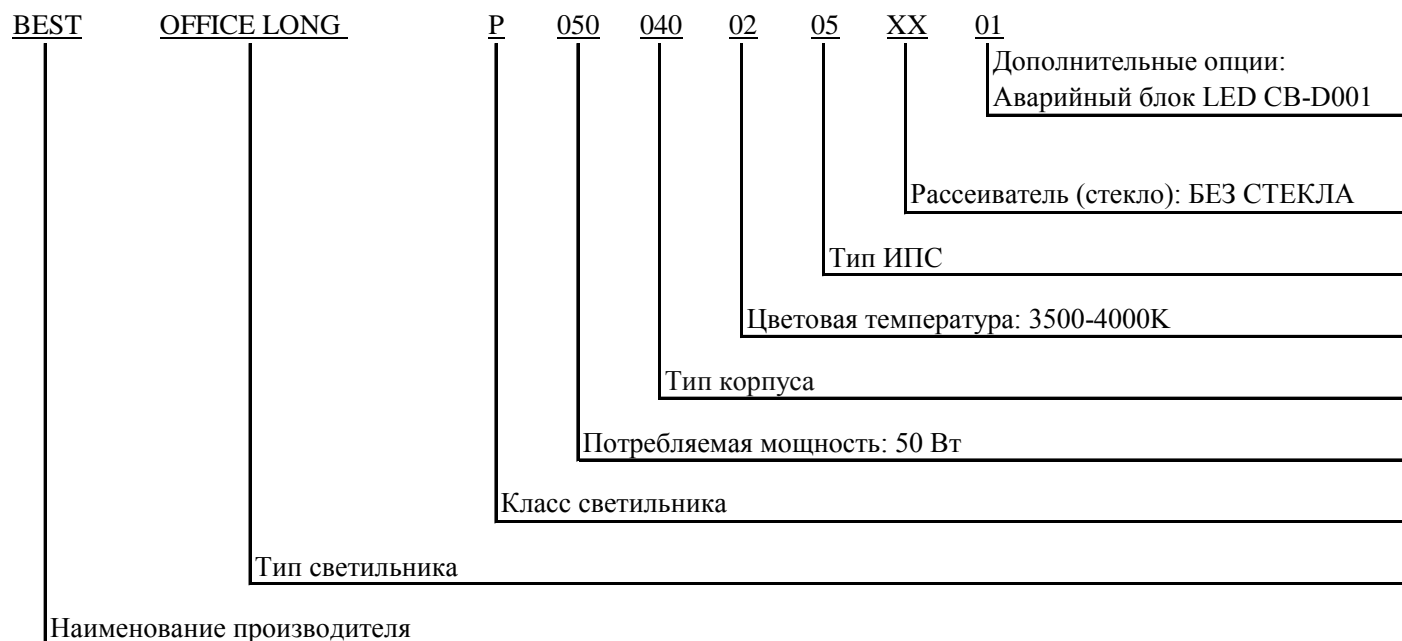 BEST OFFICE LONG P 050 040 02 05 XX 01
Дополнительные опции:
Аварийный блок LED CB-D001
Рассеиватель (стекло): БЕЗ СТЕКЛА
Тип ИПС
Цветовая температура: 3500-4000K
Тип корпуса
Потребляемая мощность: 50 Вт
Класс светильника
Тип светильника
Наименование производителя